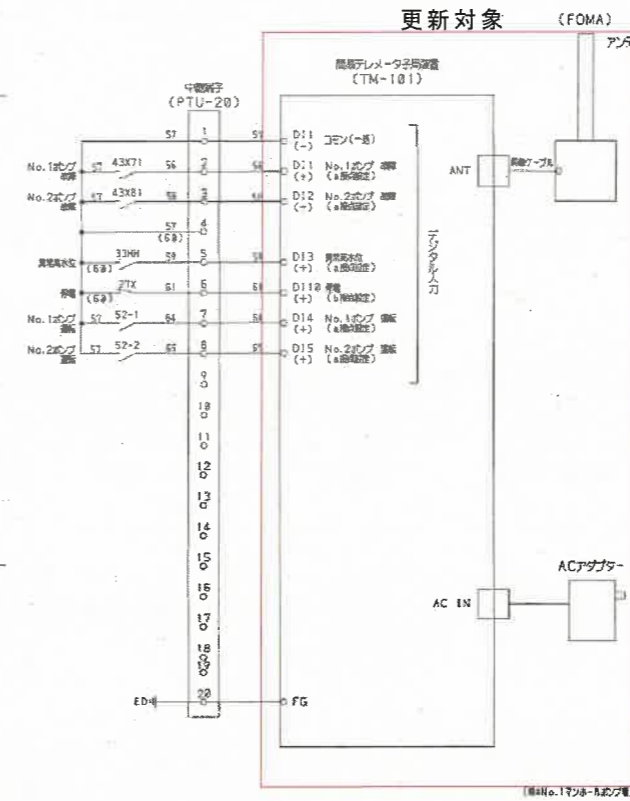 更新対象
(FOMA)
アンテ
簡易テレメータ子局装置
(TM-101)
中継端子
(PTU-20)
57 1 57 DI1 コモン(一括)
(-)
No.1ポンプ 故障 57 43X71 56 2 56 DI1 No.1ポンプ 故障
(+) (a接点設定)
No.2ポンプ 故障 57 43X81 58 3 58 DI2 No.2ポンプ 故障
(-) (a接点設定)
57 4
(60)
異常高水位 (60) 33HH 59 5 59 DI3 異常高水位
(+) (a接点設定)
停電 (60) 27X 61 6 DI10 停電
(+) (b接点設定)
No.1ポンプ 運転 57 52-1 64 7 64 DI4 No.1ポンプ 運転
(+) (a接点設定)
No.2ポンプ 運転 57 52-2 65 8 65 DI5 No.2ポンプ 運転
(+) (a接点設定)
デジタル入力
ANT
同軸ケーブル
9
10
11
12
13
14
15
16
17
18
19
20
ACアダプター
AC IN
ED
FG
No.1マンホールポンプ